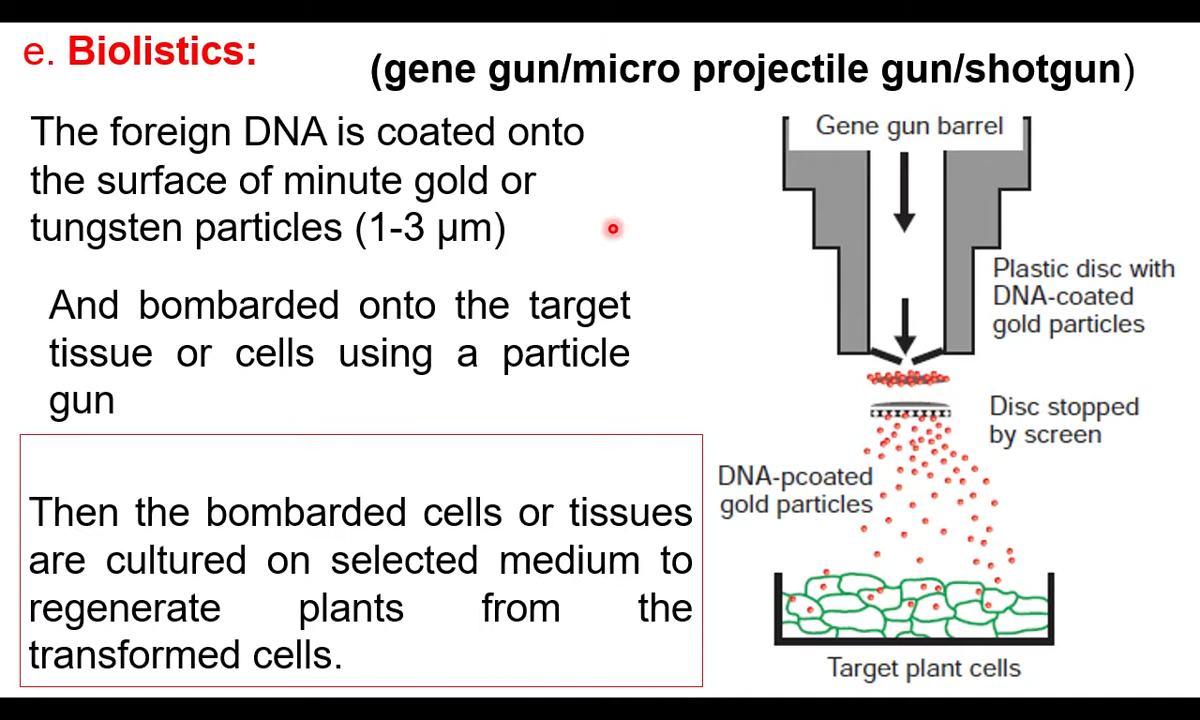 e. Biolistics:
(gene gun/micro projectile gun/shotgun)
The foreign DNA is coated onto
the surface of minute gold or
tungsten particles (1-3 µm)
And bombarded onto the target
tissue or cells using a particle
gun
Then the bombarded cells or tissues
are cultured on selected medium to
regenerate plants from the
transformed cells.
Gene gun barrel
Plastic disc with
DNA-coated
gold particles
Disc stopped
by screen
DNA-pcoated
gold particles
Target plant cells